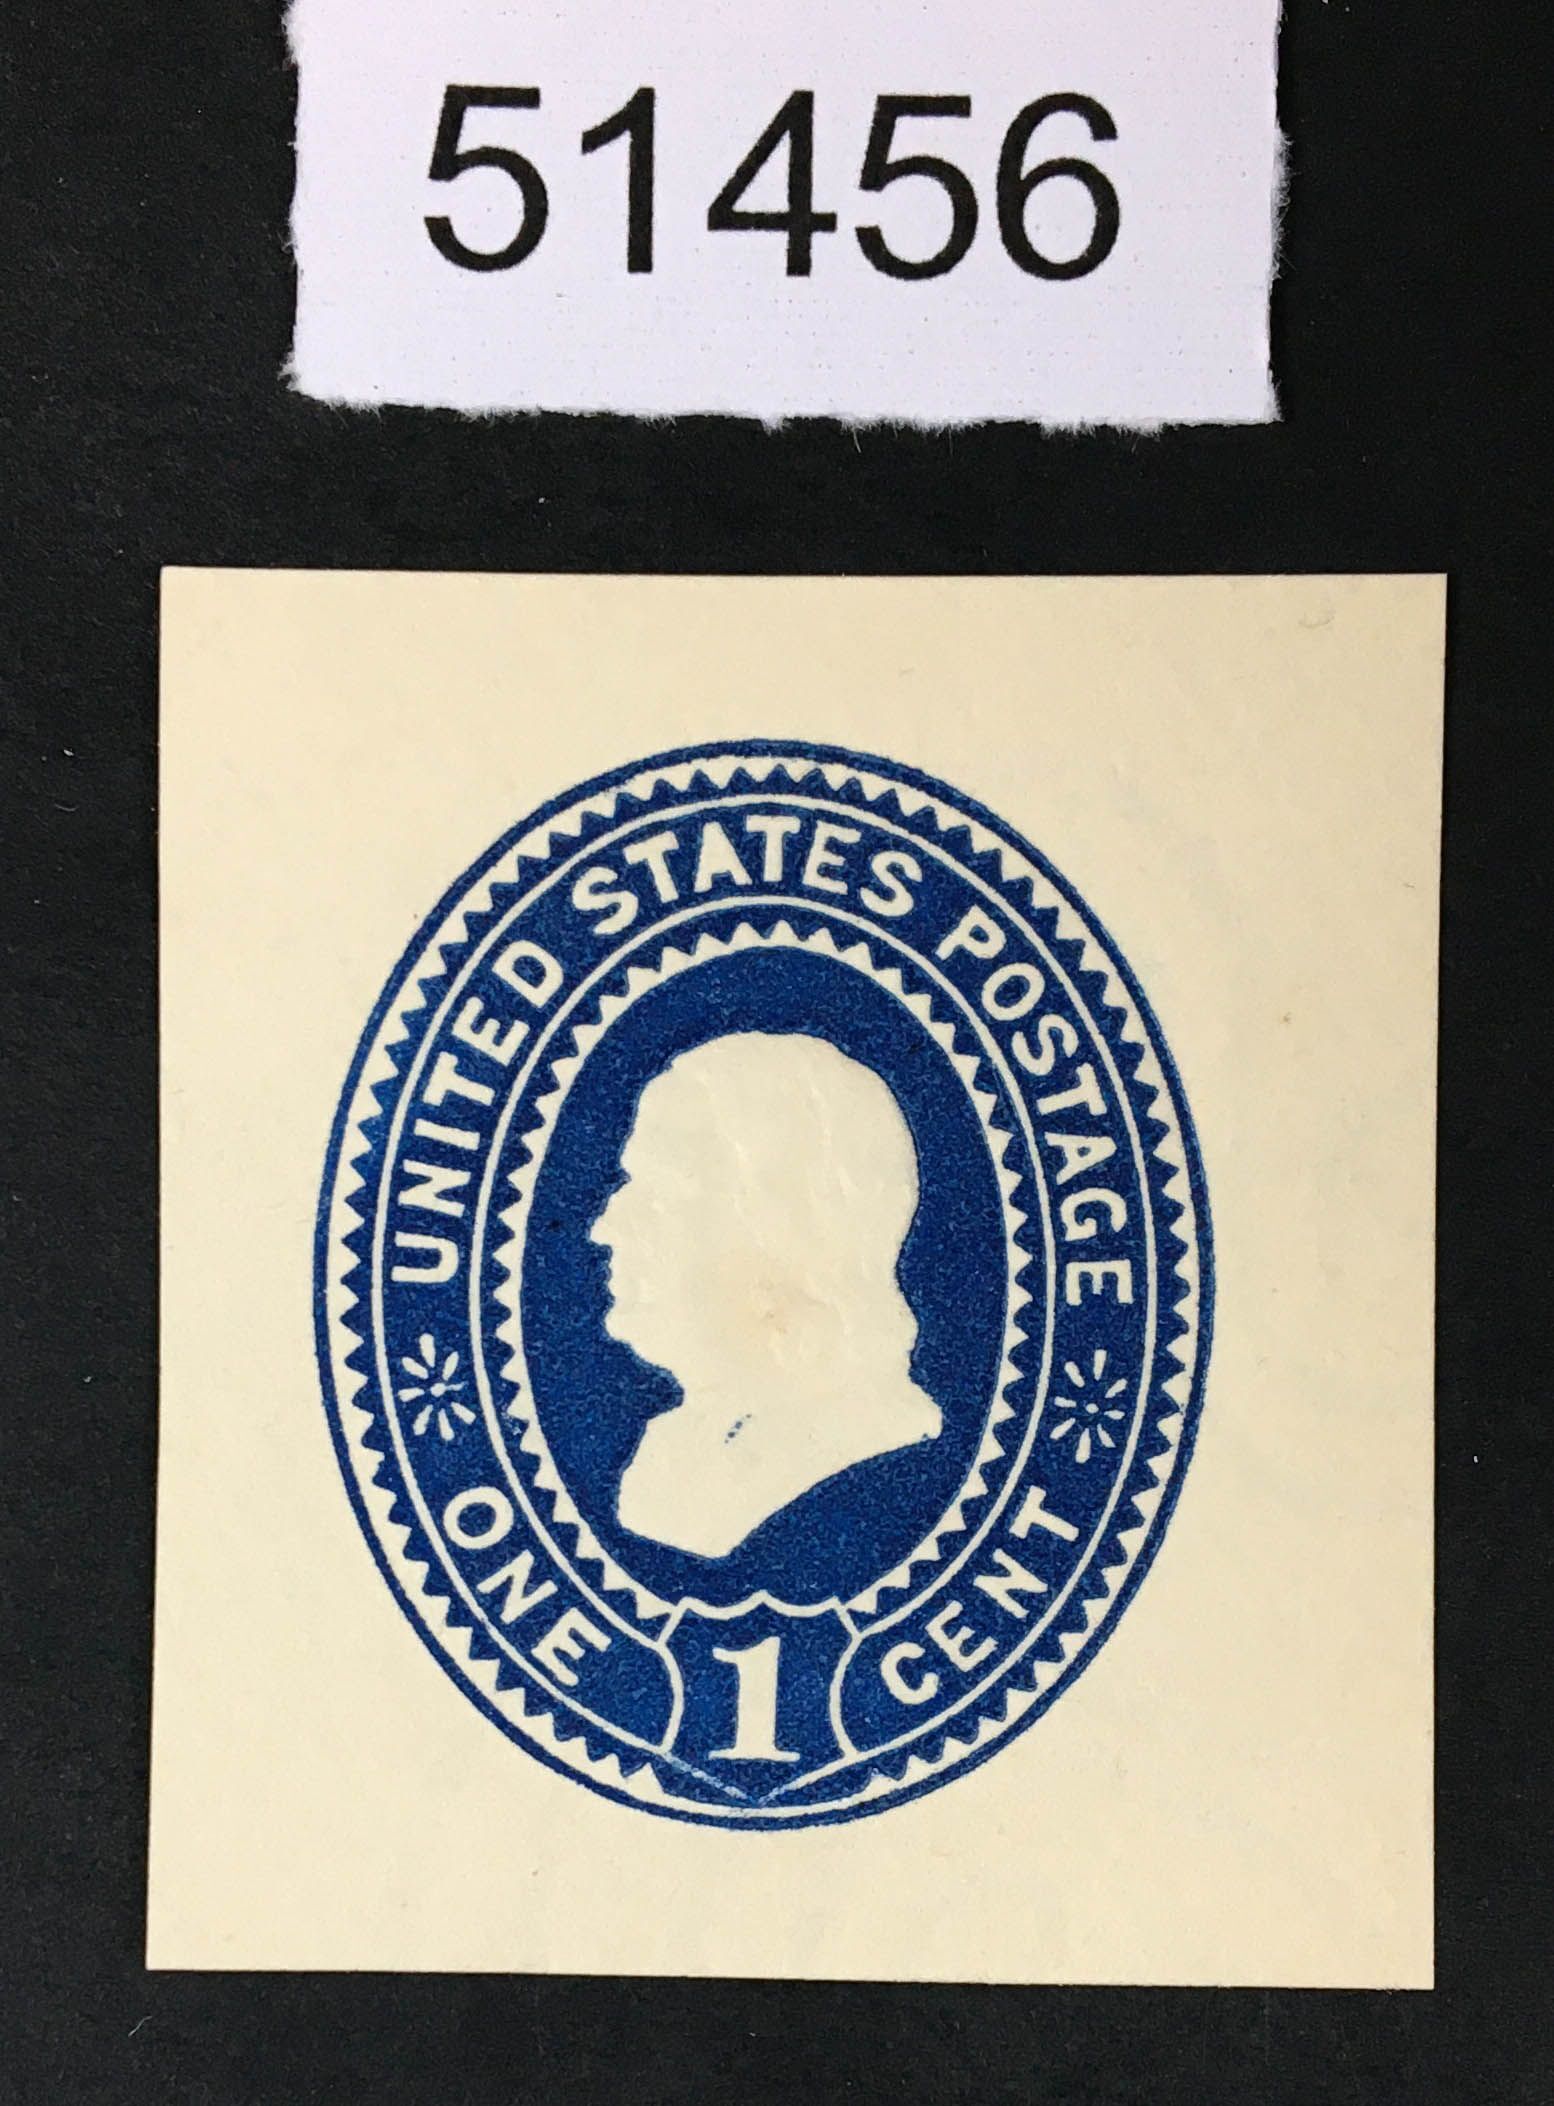 51456
UNITED STATES POSTAGE
ONE CENT
1